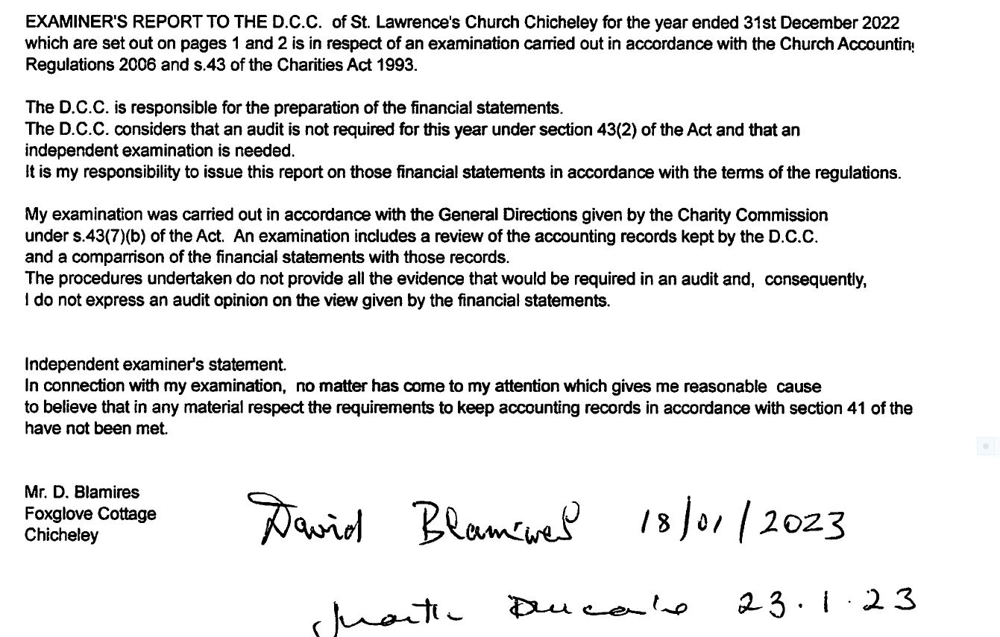 EXAMINER'S REPORT TO THE D.C.C. of St. Lawrence's Church Chicheley for the year ended 31st December 2022
which are set out on pages 1 and 2 is in respect of an examination carried out in accordance with the Church Accounting
Regulations 2006 and s.43 of the Charities Act 1993.
The D.C.C. is responsible for the preparation of the financial statements.
The D.C.C. considers that an audit is not required for this year under section 43(2) of the Act and that an
independent examination is needed.
It is my responsibility to issue this report on those financial statements in accordance with the terms of the regulations.
My examination was carried out in accordance with the General Directions given by the Charity Commission
under s.43(7)(b) of the Act. An examination includes a review of the accounting records kept by the D.C.C.
and a comparrison of the financial statements with those records.
The procedures undertaken do not provide all the evidence that would be required in an audit and, consequently,
I do not express an audit opinion on the view given by the financial statements.
Independent examiner's statement.
In connection with my examination, no matter has come to my attention which gives me reasonable cause
to believe that in any material respect the requirements to keep accounting records in accordance with section 41 of the
have not been met.
Mr. D. Blamires
Foxglove Cottage
Chicheley
David Blamires 18/01/2023
23.1.23